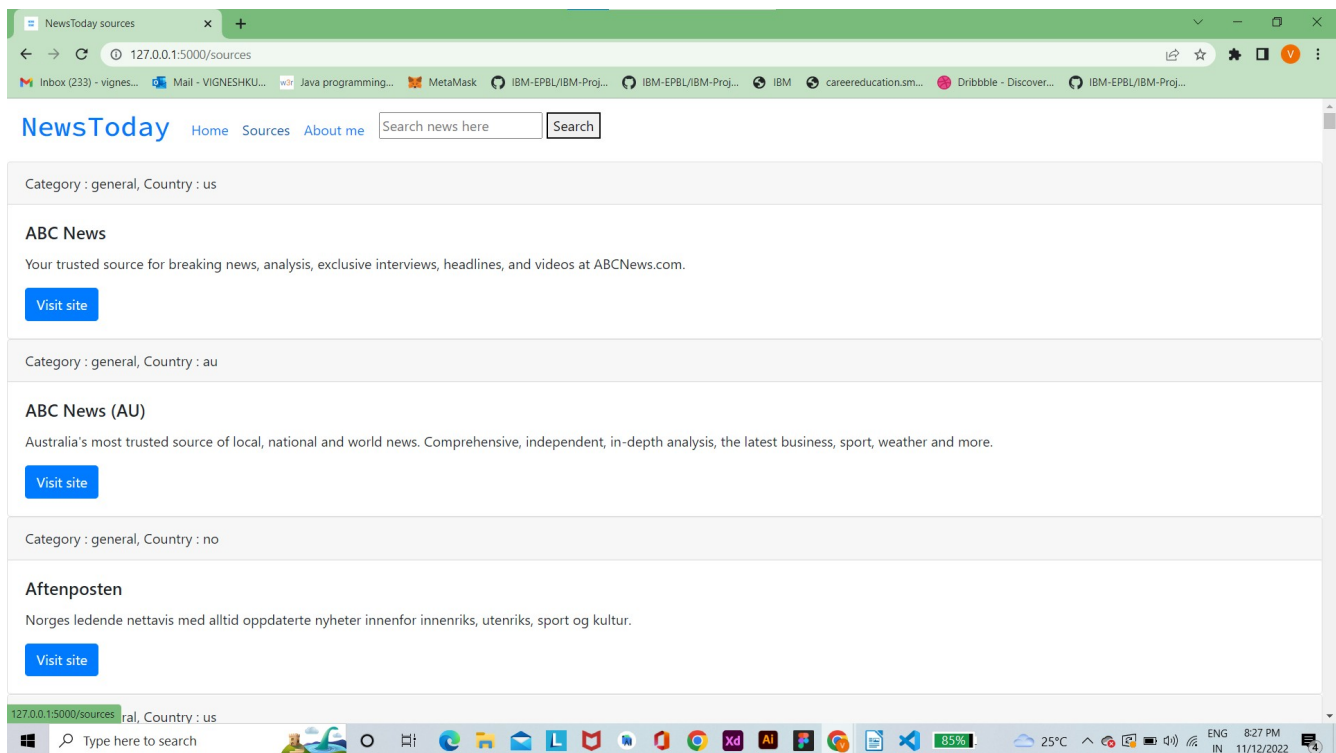 NewsToday sources
127.0.0.1:5000/sources
V
Inbox (233) - vignes... Mail - VIGNESHKU... w3r Java programming... MetaMask IBM-EPBL/IBM-Proj... IBM-EPBL/IBM-Proj... IBM careereducation.sm... Dribbble - Discover... IBM-EPBL/IBM-Proj...
NewsToday Home Sources About me Search news here Search
Category : general, Country : us
ABC News
Your trusted source for breaking news, analysis, exclusive interviews, headlines, and videos at ABCNews.com.
Visit site
Category : general, Country : au
ABC News (AU)
Australia's most trusted source of local, national and world news. Comprehensive, independent, in-depth analysis, the latest business, sport, weather and more.
Visit site
Category : general, Country : no
Aftenposten
Norges ledende nettavis med alltid oppdaterte nyheter innenfor innenriks, utenriks, sport og kultur.
Visit site
127.0.0.1:5000/sources ral, Country : us
Type here to search L Xd Ai 85% 25°C ENG 8:27 PM
IN 11/12/2022 4